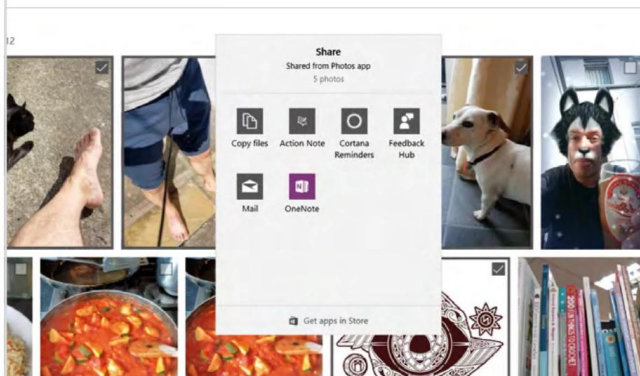 12
Share
Shared from Photos app
5 photos
Copy files
Action Note
Cortana
Reminders
Feedback
Hub
Mail
OneNote
Get apps in Store